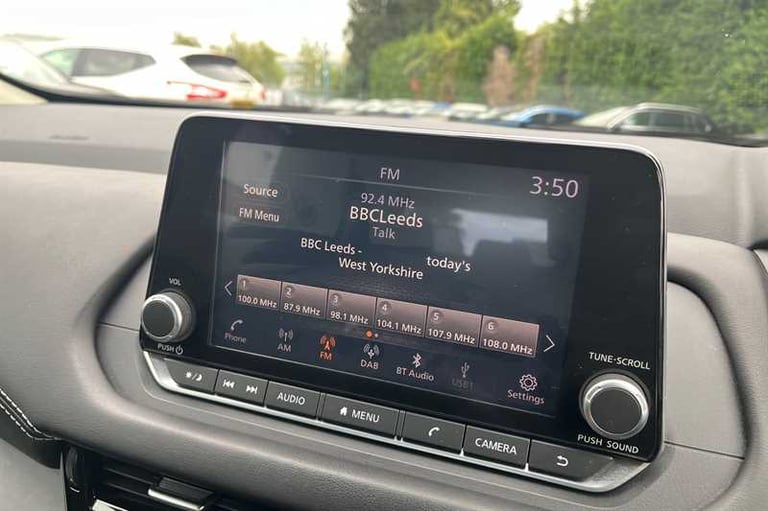 FM
3:50
Source
92.4 MHz
FM Menu
BBCLeeds
Talk
BBC Leeds - today's
West Yorkshire
1 2 3 4 5 6
100.0 MHz 87.9 MHz 98.1 MHz 104.1 MHz 107.9 MHz 108.0 MHz
Phone AM FM DAB BT Audio USB1 Settings
VOL
PUSH
TUNE·SCROLL
PUSH SOUND
AUDIO MENU CAMERA